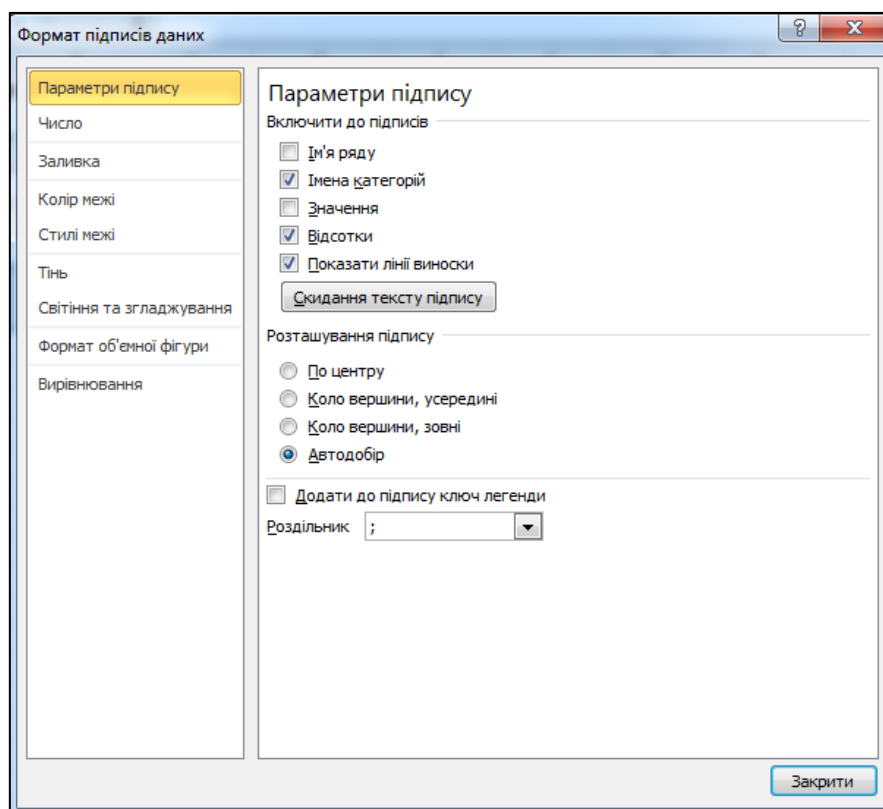 Формат підписів даних
Параметри підпису
Число
Заливка
Колір межі
Стилі межі
Тінь
Світіння та згладжування
Формат об'ємної фігури
Вирівнювання
Параметри підпису
Включити до підписів
Ім'я ряду
Імена категорій
Значення
Відсотки
Показати лінії виноски
Скидання тексту підпису
Розташування підпису
По центру
Коло вершини, усередині
Коло вершини, зовні
Автодобір
Додати до підпису ключ легенди
Роздільник ;
Закрити